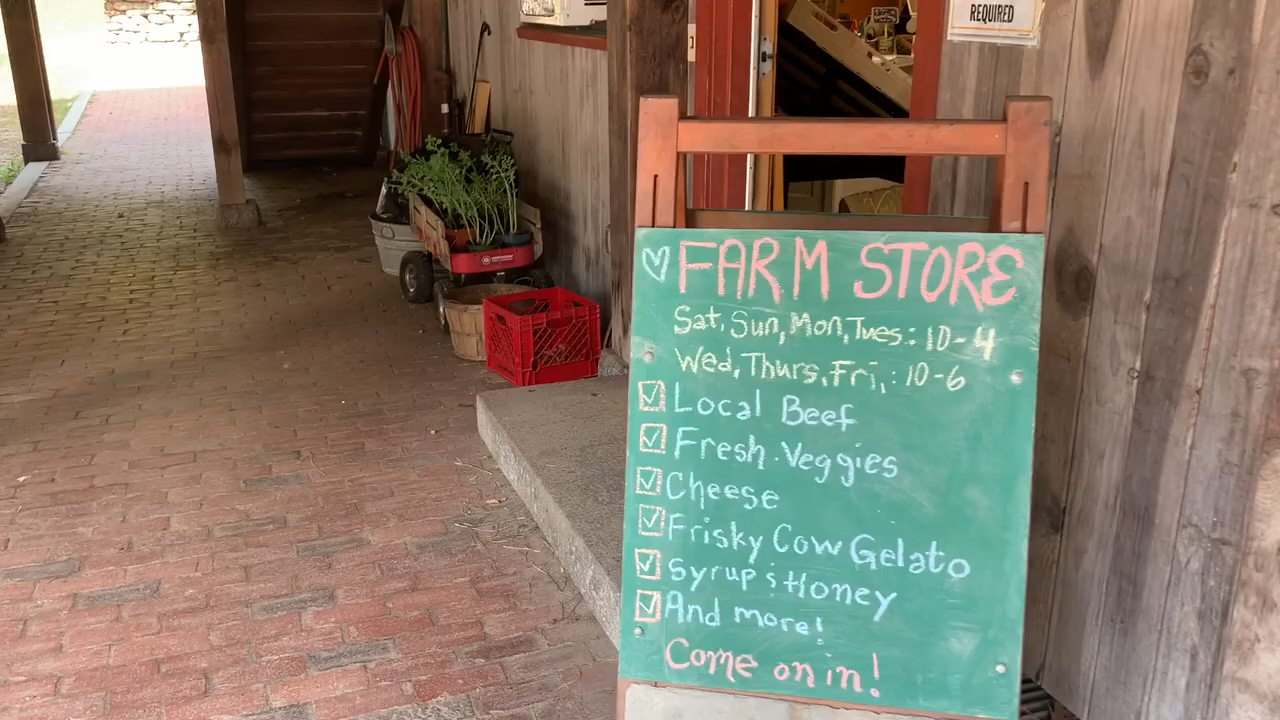 REQUIRED
FARM STORE
Sat, Sun, Mon, Tues: 10-4
Wed, Thurs, Fri,: 10-6
Local Beef
Fresh Veggies
Cheese
Frisky Cow Gelato
Syrup & Honey
And more!
Come on in!